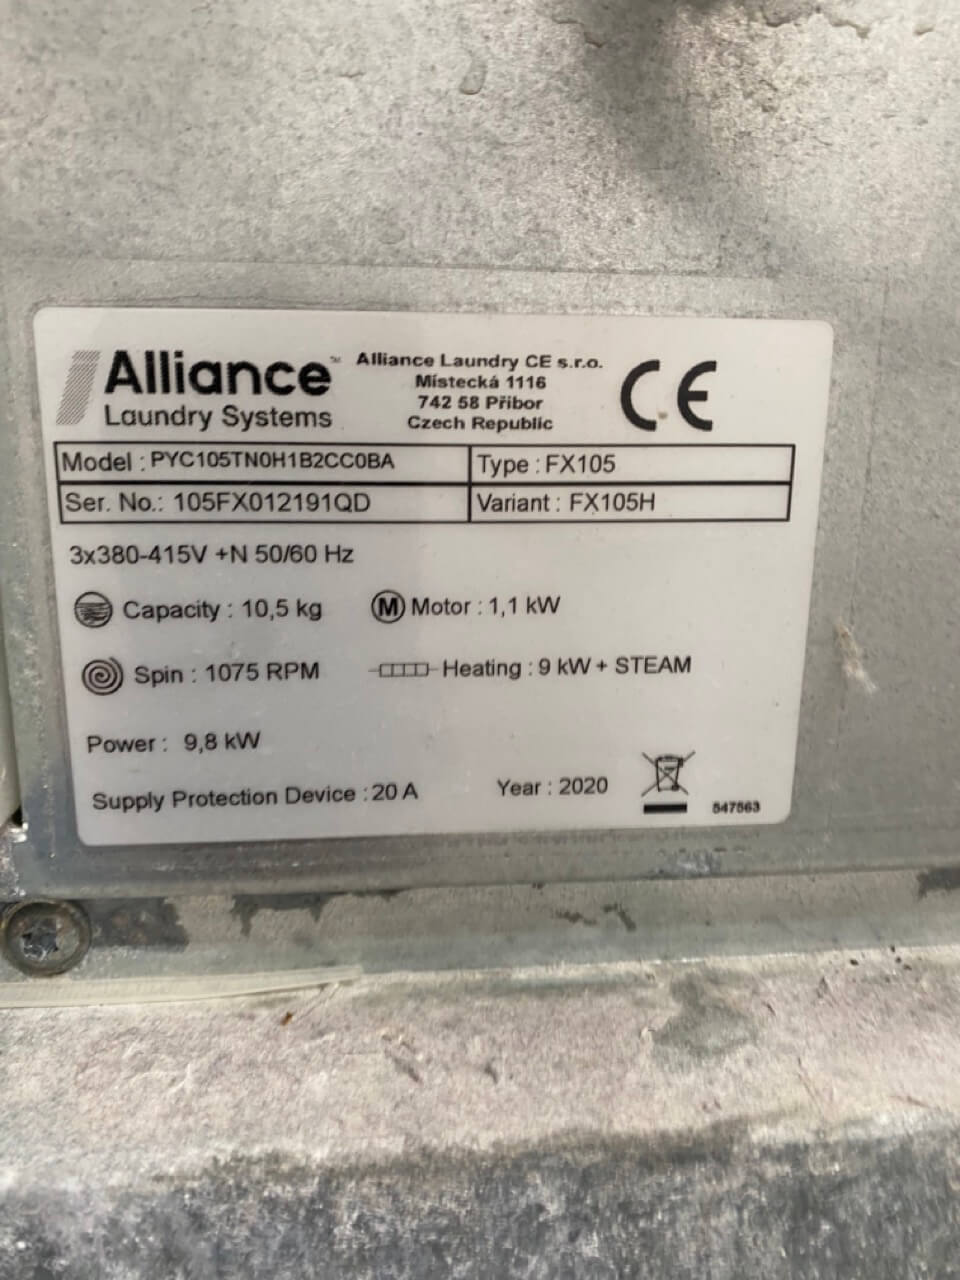 Alliance™
Laundry Systems
Alliance Laundry CE s.r.o.
Místecká 1116
742 58 Příbor
Czech Republic
CE
Model : PYC105TN0H1B2CC0BA
Type : FX105
Ser. No.: 105FX012191QD
Variant : FX105H
3x380-415V +N 50/60 Hz
Capacity : 10,5 kg
M Motor : 1,1 kW
Spin : 1075 RPM
Heating : 9 kW + STEAM
Power : 9,8 kW
Supply Protection Device : 20 A
Year : 2020
547563